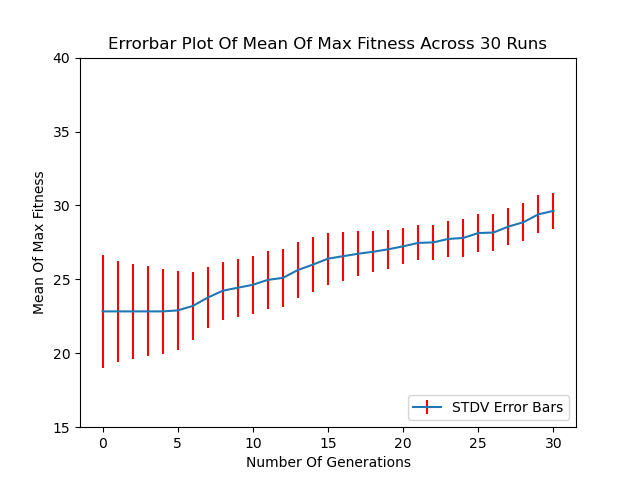 Errorbar Plot Of Mean Of Max Fitness Across 30 Runs
Mean Of Max Fitness
40
35
30
25
20
15
0 5 10 15 20 25 30
Number Of Generations
STDV Error Bars